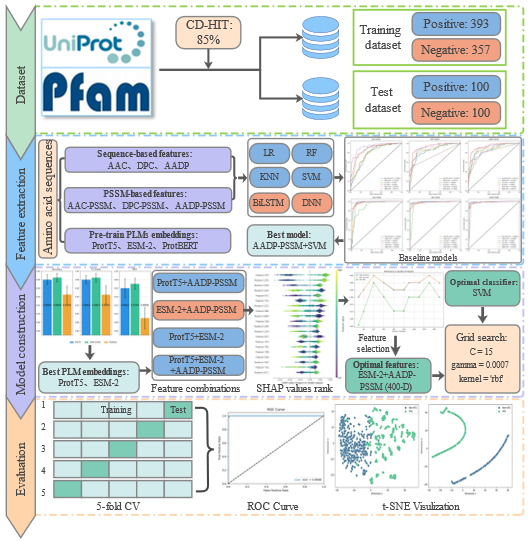 Dataset
UniProt
Pfam
CD-HIT:
85%
Training
dataset
Positive: 393
Negative: 357
Test
dataset
Positive: 100
Negative: 100
Feature extraction
Amino acid sequences
Sequence-based features:
AAC、DPC、AADP
PSSM-based features:
AAC-PSSM、DPC-PSSM、AADP-PSSM
Pre-train PLMs embeddings:
ProtT5、ESM-2、ProtBERT
LR
RF
KNN
SVM
BiLSTM
DNN
Best model:
AADP-PSSM+SVM
Baseline models
Model construction
Best PLM embeddings:
ProtT5、ESM-2
ProtT5+AADP-PSSM
ESM-2+AADP-PSSM
ProtT5+ESM-2
ProtT5+ESM-2
+AADP-PSSM
Feature combinations
SHAP values rank
Feature
selection
Optimal features:
ESM-2+AADP-
PSSM (400-D)
Optimal classifier:
SVM
Grid search:
C = 15
gamma = 0.0007
kernel = 'rbf'
Evaluation
1
Training
Test
2
3
4
5
5-fold CV
ROC Curve
ROC Curve
t-SNE Visulization